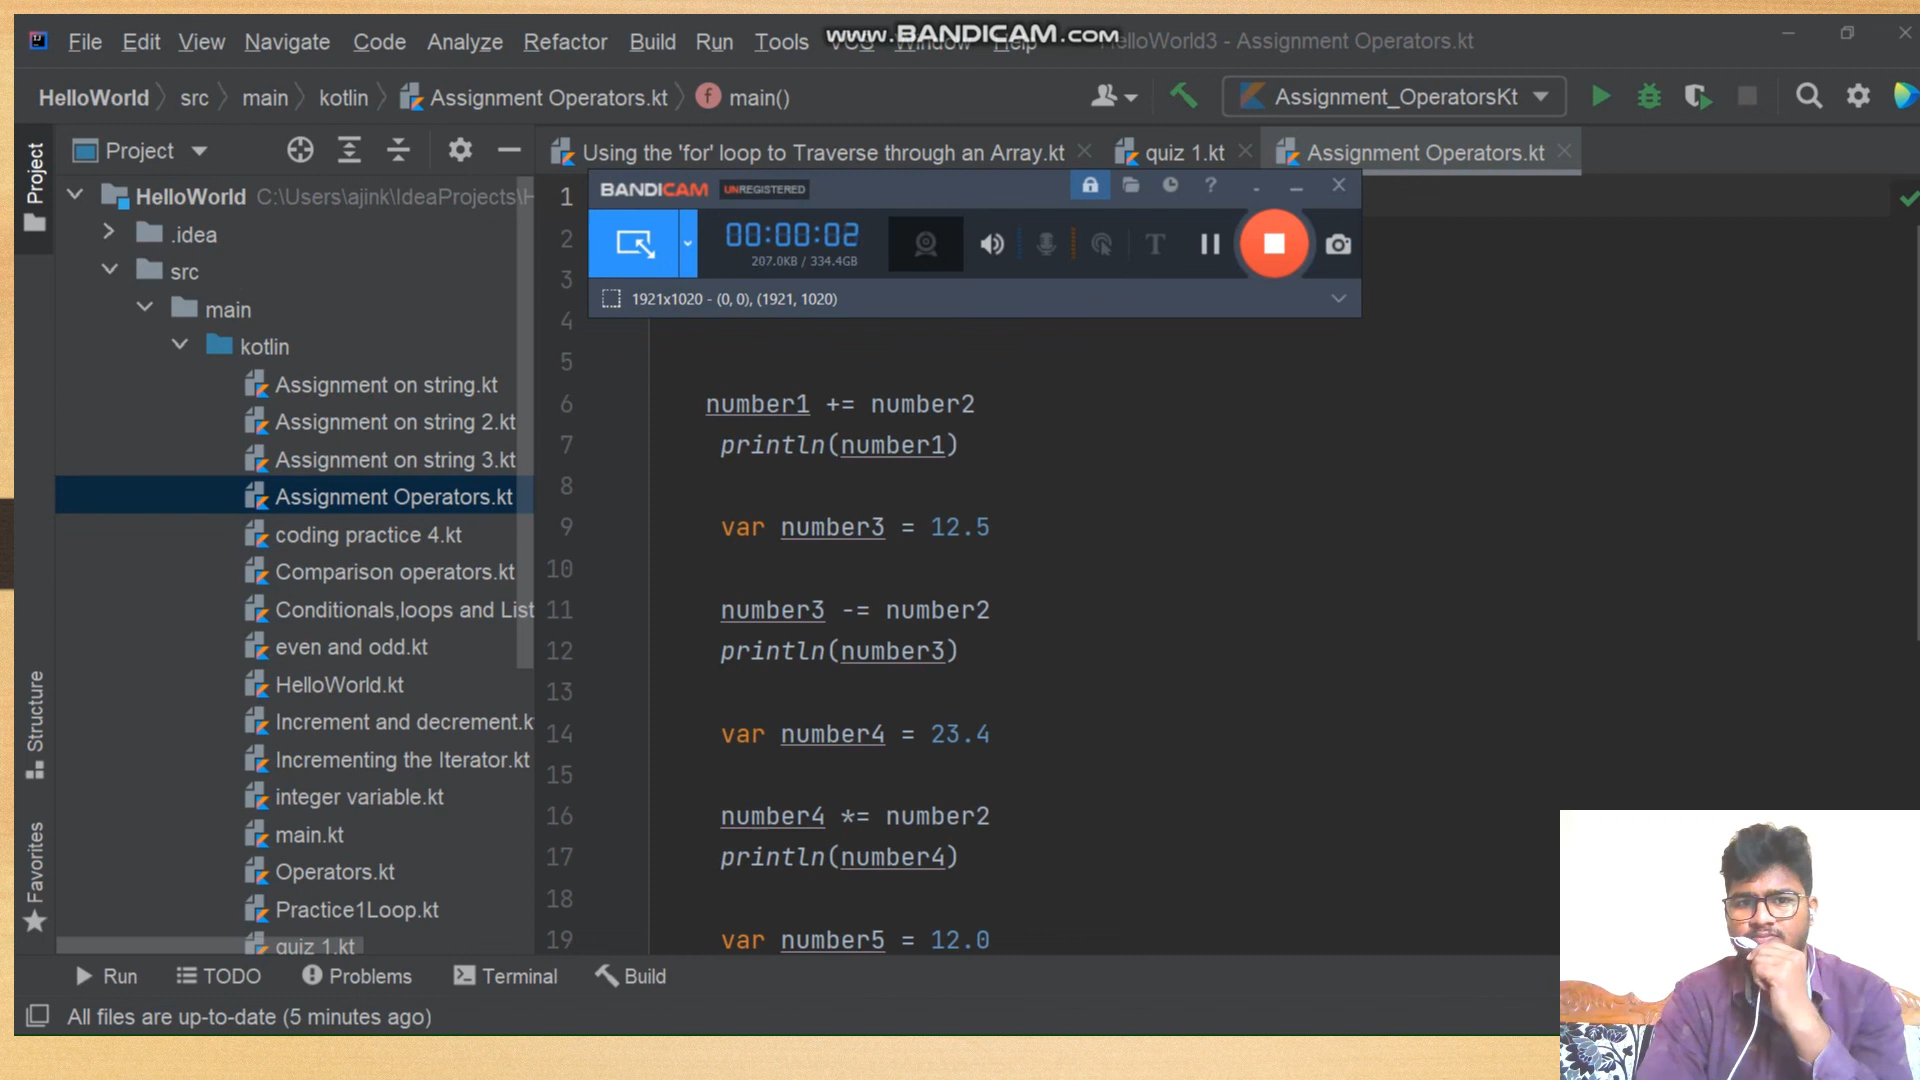 www.BANDICAM.com
File Edit View Navigate Code Analyze Refactor Build Run Tools VCS Window Help HelloWorld3 - Assignment Operators.kt
HelloWorld src main kotlin Assignment Operators.kt main() Assignment_OperatorsKt
Project Using the 'for' loop to Traverse through an Array.kt quiz 1.kt Assignment Operators.kt
Project
Structure
Favorites
HelloWorld C:\Users\ajink\IdeaProjects\H
.idea
src
main
kotlin
Assignment on string.kt
Assignment on string 2.kt
Assignment on string 3.kt
Assignment Operators.kt
coding practice 4.kt
Comparison operators.kt
Conditionals,loops and List
even and odd.kt
HelloWorld.kt
Increment and decrement.k
Incrementing the Iterator.kt
integer variable.kt
main.kt
Operators.kt
Practice1Loop.kt
quiz 1.kt
BANDICAM UNREGISTERED ?
00:00:02
207.0KB / 334.4GB
T
1921x1020 - (0, 0), (1921, 1020)
1
2
3
4
5
6 number1 += number2
7 println(number1)
8
9 var number3 = 12.5
10
11 number3 -= number2
12 println(number3)
13
14 var number4 = 23.4
15
16 number4 *= number2
17 println(number4)
18
19 var number5 = 12.0
Run TODO Problems Terminal Build
All files are up-to-date (5 minutes ago)